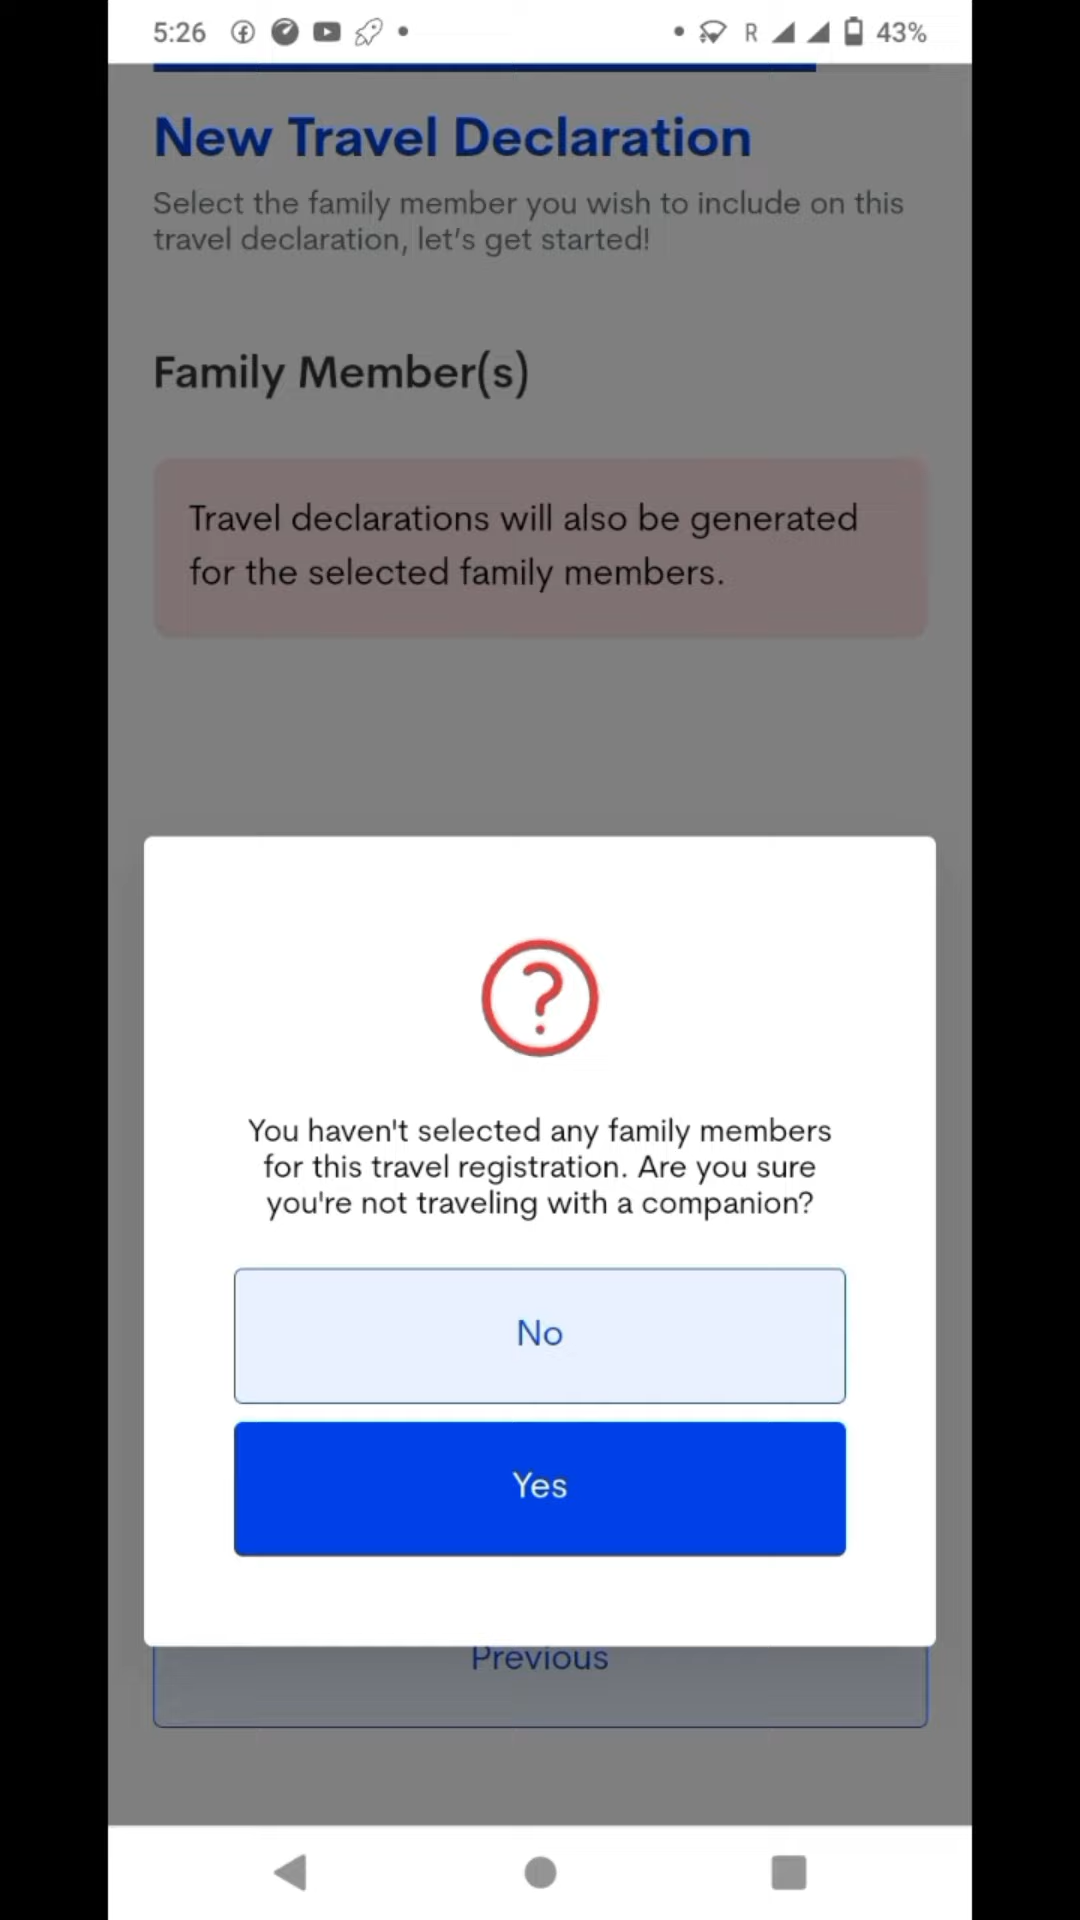 5:26
R
43%
New Travel Declaration
Select the family member you wish to include on this
travel declaration, let’s get started!
Family Member(s)
Travel declarations will also be generated
for the selected family members.
?
You haven't selected any family members
for this travel registration. Are you sure
you're not traveling with a companion?
No
Yes
Previous